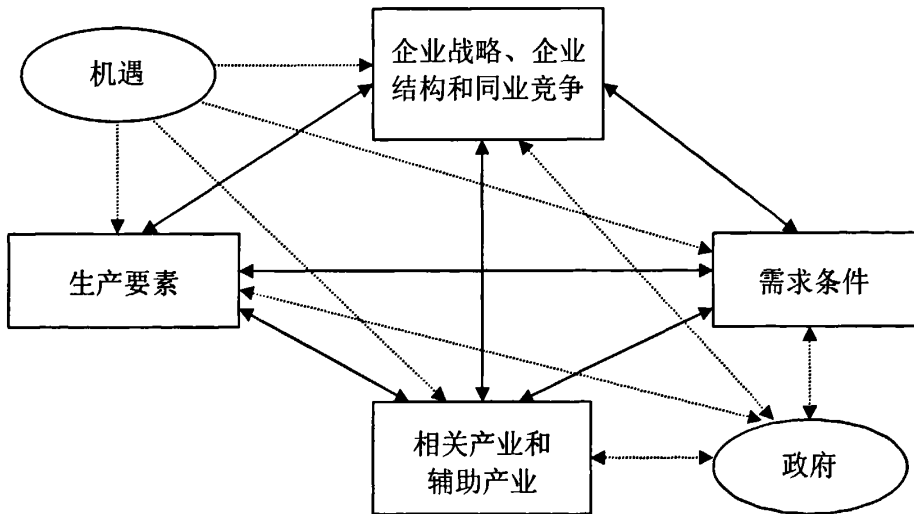 机遇
企业战略、企业
结构和同业竞争
生产要素
需求条件
相关产业和
辅助产业
政府